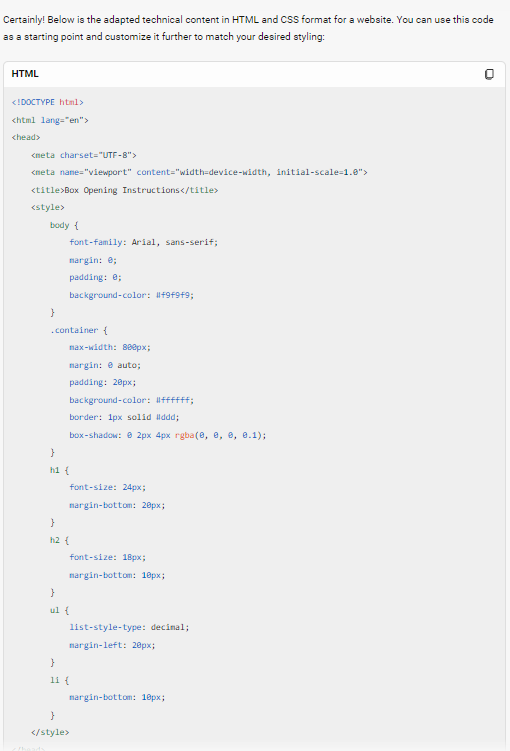 Certainly! Below is the adapted technical content in HTML and CSS format for a website. You can use this code
as a starting point and customize it further to match your desired styling:
HTML
<!DOCTYPE html>
<html lang="en">
<head>
    <meta charset="UTF-8">
    <meta name="viewport" content="width=device-width, initial-scale=1.0">
    <title>Box Opening Instructions</title>
    <style>
        body {
            font-family: Arial, sans-serif;
            margin: 0;
            padding: 0;
            background-color: #f9f9f9;
        }
        .container {
            max-width: 800px;
            margin: 0 auto;
            padding: 20px;
            background-color: #ffffff;
            border: 1px solid #ddd;
            box-shadow: 0 2px 4px rgba(0, 0, 0, 0.1);
        }
        h1 {
            font-size: 24px;
            margin-bottom: 20px;
        }
        h2 {
            font-size: 18px;
            margin-bottom: 10px;
        }
        ul {
            list-style-type: decimal;
            margin-left: 20px;
        }
        li {
            margin-bottom: 10px;
        }
    </style>